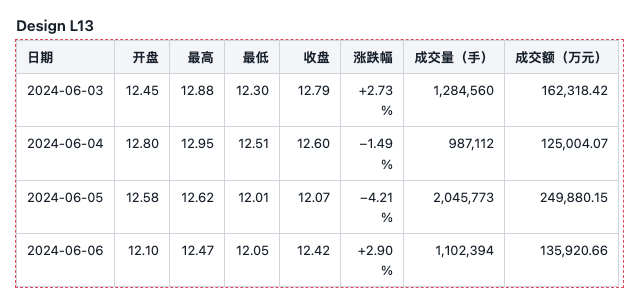 Design L13
日期 开盘 最高 最低 收盘 涨跌幅 成交量（手） 成交额（万元）
2024-06-03 12.45 12.88 12.30 12.79 +2.73 1,284,560 162,318.42
%
2024-06-04 12.80 12.95 12.51 12.60 −1.49 987,112 125,004.07
%
2024-06-05 12.58 12.62 12.01 12.07 −4.21 2,045,773 249,880.15
%
2024-06-06 12.10 12.47 12.05 12.42 +2.90 1,102,394 135,920.66
%